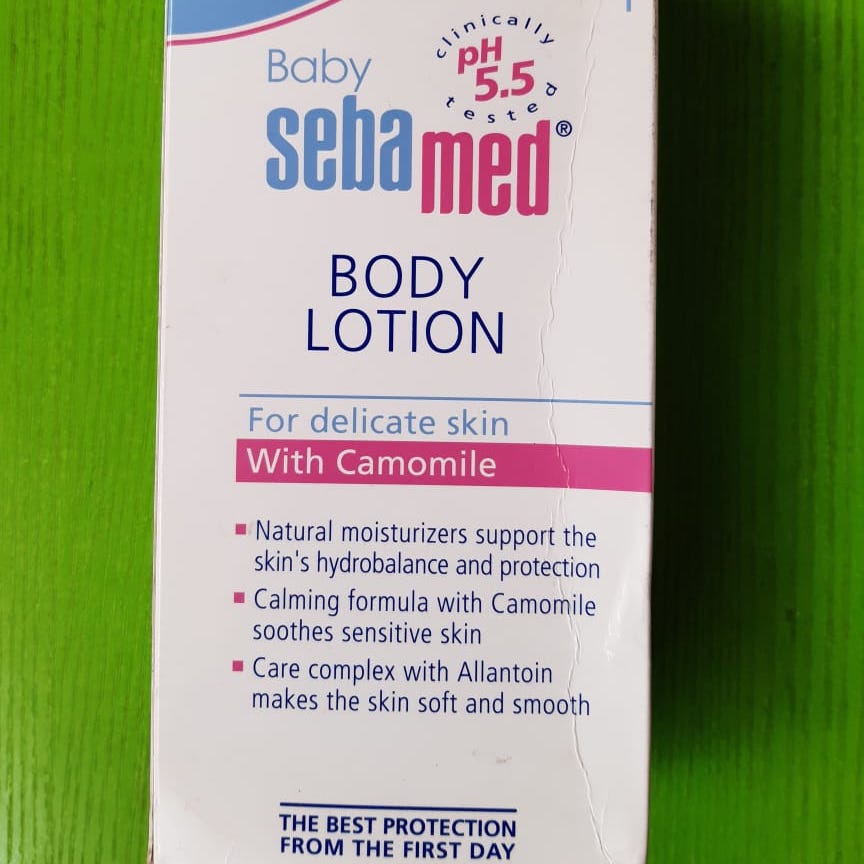 Baby
clinically
pH
5.5
tested
sebamed®
BODY
LOTION
For delicate skin
With Camomile
Natural moisturizers support the
skin's hydrobalance and protection
Calming formula with Camomile
soothes sensitive skin
Care complex with Allantoin
makes the skin soft and smooth
THE BEST PROTECTION
FROM THE FIRST DAY